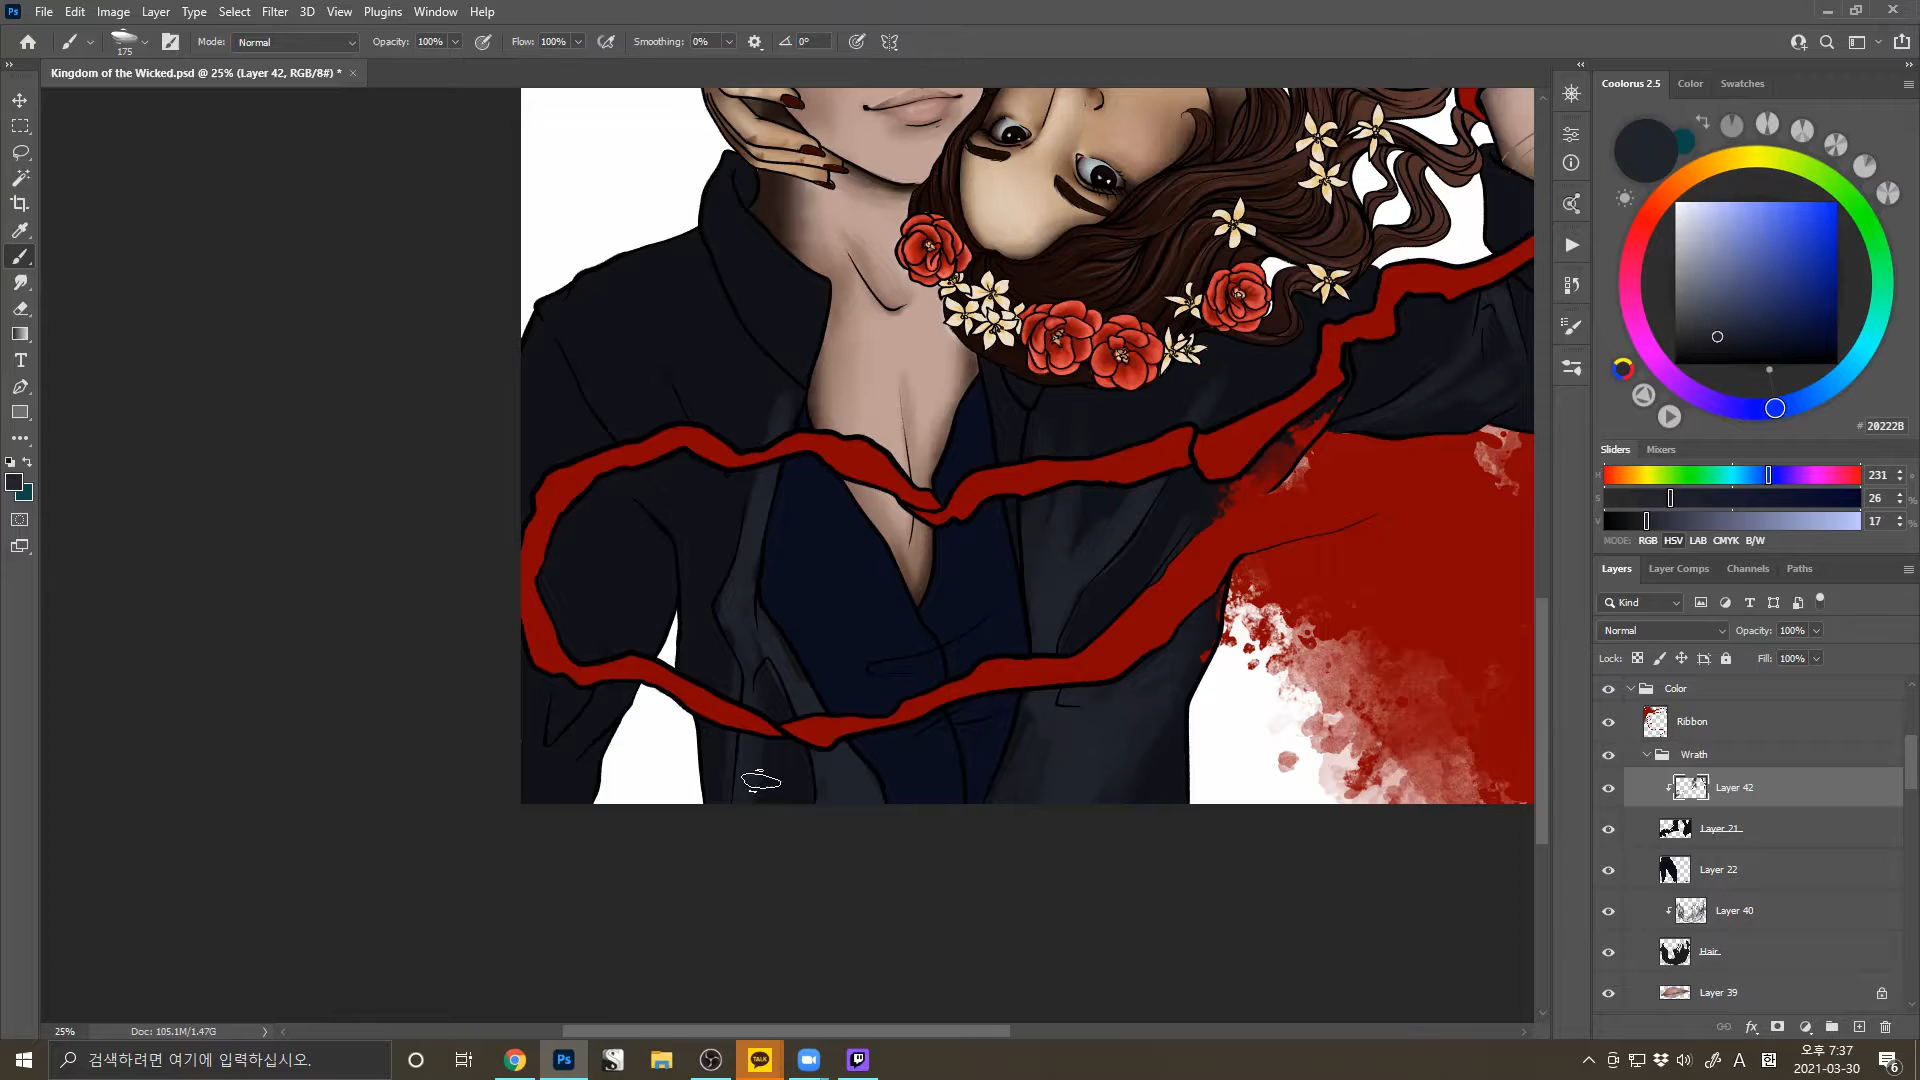 Ps File Edit Image Layer Type Select Filter 3D View Plugins Window Help
175 Mode: Normal Opacity: 100% Flow: 100% Smoothing: 0% 0°
Kingdom of the Wicked.psd @ 25% (Layer 42, RGB/8#) *
Coolorus 2.5 Color Swatches
# 20222B
Sliders Mixers
H 231 °
S 26 %
V 17 %
MODE: RGB HSV LAB CMYK B/W
Layers Layer Comps Channels Paths
Kind
Normal Opacity: 100%
Lock: Fill: 100%
Color
Ribbon
Wrath
Layer 42
Layer 21
Layer 22
Layer 40
Hair
Layer 39
25% Doc: 105.1M/1.47G
검색하려면 여기에 입력하십시오.
Ps
TALK
A
오후 7:37
2021-03-30
6